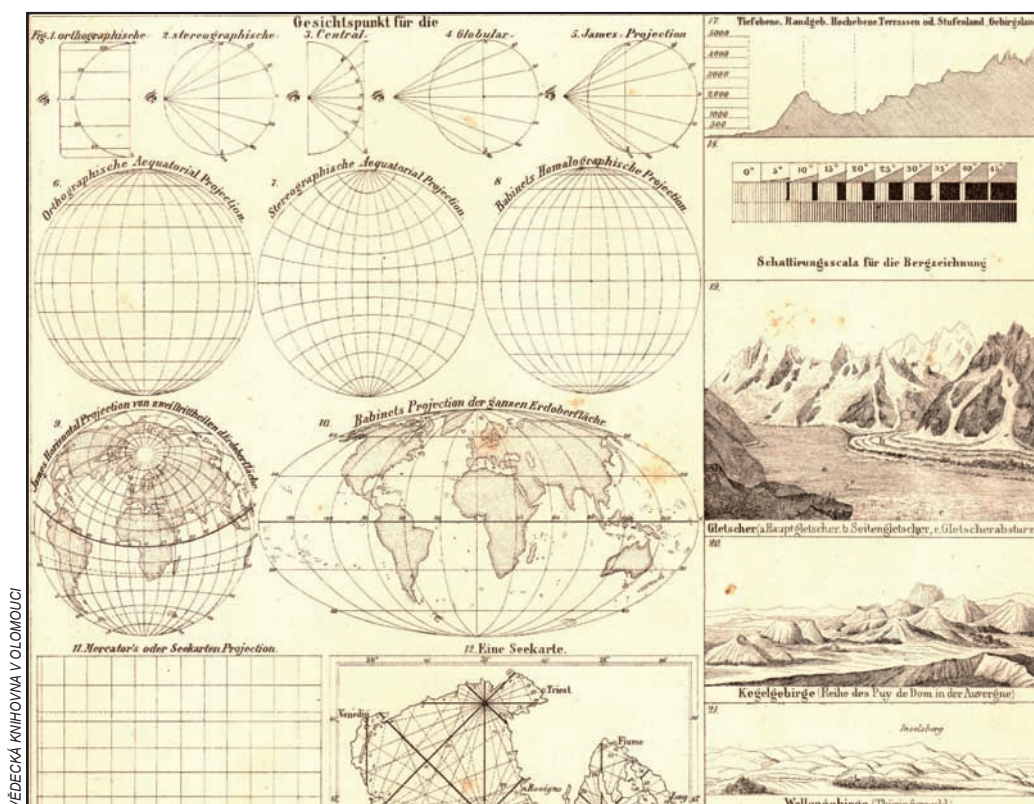 Gesichtspunkt für die
Fig. 1. orthographische-
2. stereographische-
3. Central-
4. Globular-
5. James-Projection
6.
Orthographische Aequatorial Projection.
7.
Stereographische Aequatorial Projection.
8
Babinets Homalographische Projection.
9.
James Horizontal Projection von zwei Drittheilen d. Erdoberfläche.
10.
Babinets Projection der ganzen Erdoberfläche
11. Mercator's oder Seekarten Projection.
12. Eine Seekarte.
Venedig
Triest
Fiume
Rovigno
17.
Tiefebene. Randgeb. Hochebene. Terrassen od. Stufenland. Gebirgsland
5000
4000
3000
2000
1000
500
18.
0° 5° 10° 15° 20° 25° 30° 35° 40° 45°
Schattirungsscala für die Bergzeichnung
19.
Gletscher (a. Hauptgletscher. b. Seitengletscher, c. Gletscherabsturz
20.
Kegelgebirge (Reihe des Puy de Dom in der Auvergne)
21.
Inselsberg
VĚDECKÁ KNIHOVNA V OLOMOUCI